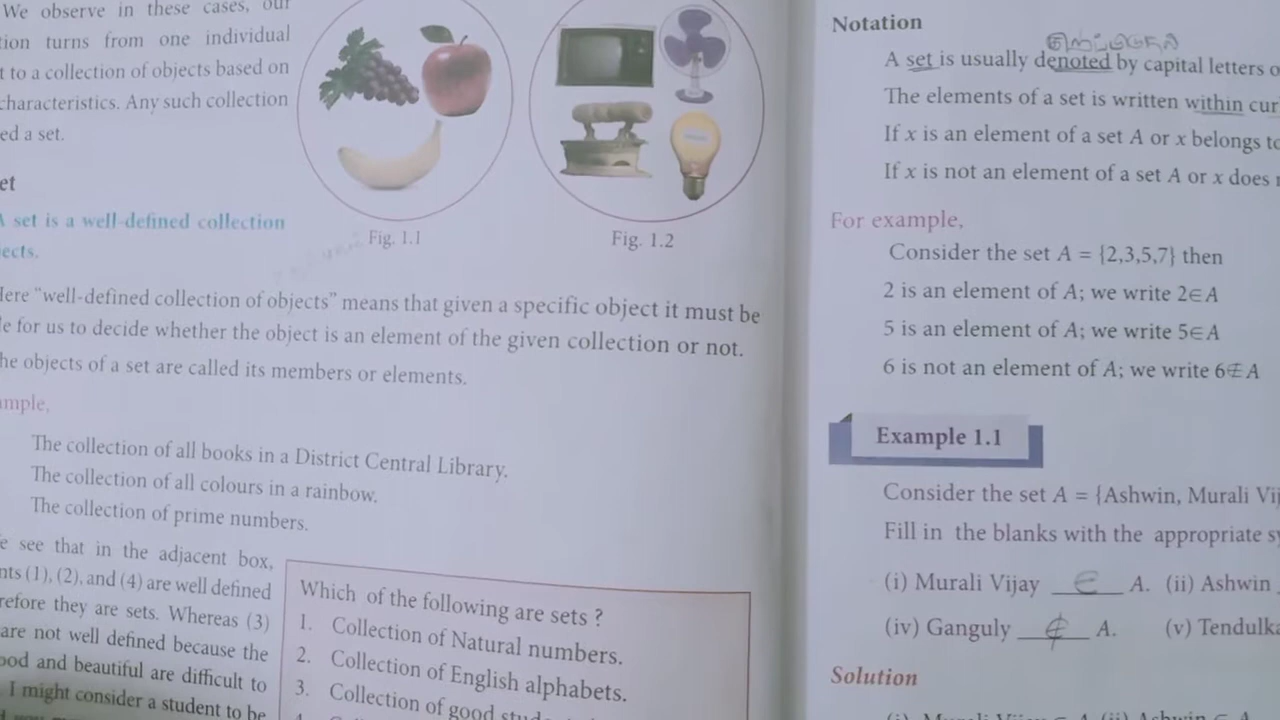 We observe in these cases, our
tion turns from one individual
t to a collection of objects based on
characteristics. Any such collection
ed a set.
et
A set is a well-defined collection
ects.
Fig. 1.1
Fig. 1.2
Here “well-defined collection of objects” means that given a specific object it must be
le for us to decide whether the object is an element of the given collection or not.
he objects of a set are called its members or elements.
mple,
The collection of all books in a District Central Library.
The collection of all colours in a rainbow.
The collection of prime numbers.
e see that in the adjacent box,
nts (1), (2), and (4) are well defined
refore they are sets. Whereas (3)
are not well defined because the
ood and beautiful are difficult to
I might consider a student to be
Which of the following are sets ?
1. Collection of Natural numbers.
2. Collection of English alphabets.
3. Collection of good
Notation
A set is usually denoted by capital letters o
The elements of a set is written within cur
If x is an element of a set A or x belongs to
If x is not an element of a set A or x does
For example,
Consider the set A = {2,3,5,7} then
2 is an element of A; we write 2∈A
5 is an element of A; we write 5∈A
6 is not an element of A; we write 6∉A
Example 1.1
Consider the set A = {Ashwin, Murali Vij
Fill in the blanks with the appropriate sy
(i) Murali Vijay ∈ A. (ii) Ashwin
(iv) Ganguly ∉ A. (v) Tendulka
Solution
(i) Murali Vijay ∈ A (ii) Ashwin ∈ A